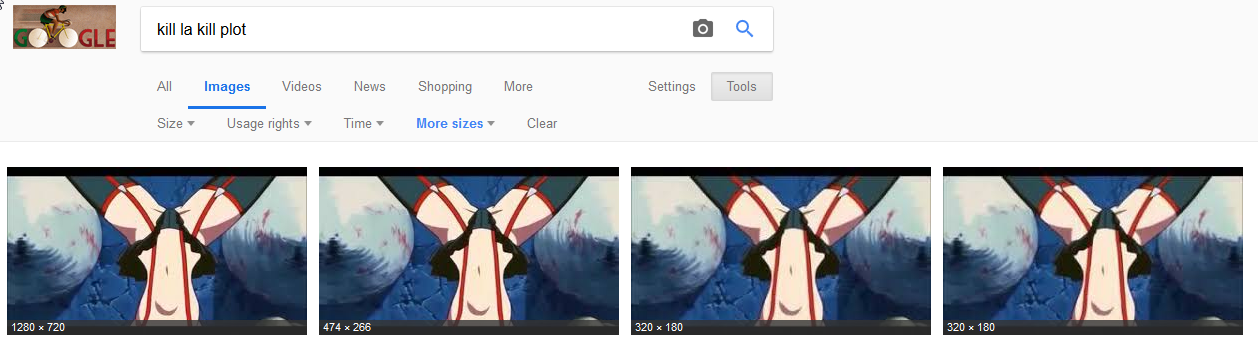 GOOGLE
kill la kill plot
All Images Videos News Shopping More Settings Tools
Size Usage rights Time More sizes Clear
1280 × 720 474 × 266 320 × 180 320 × 180